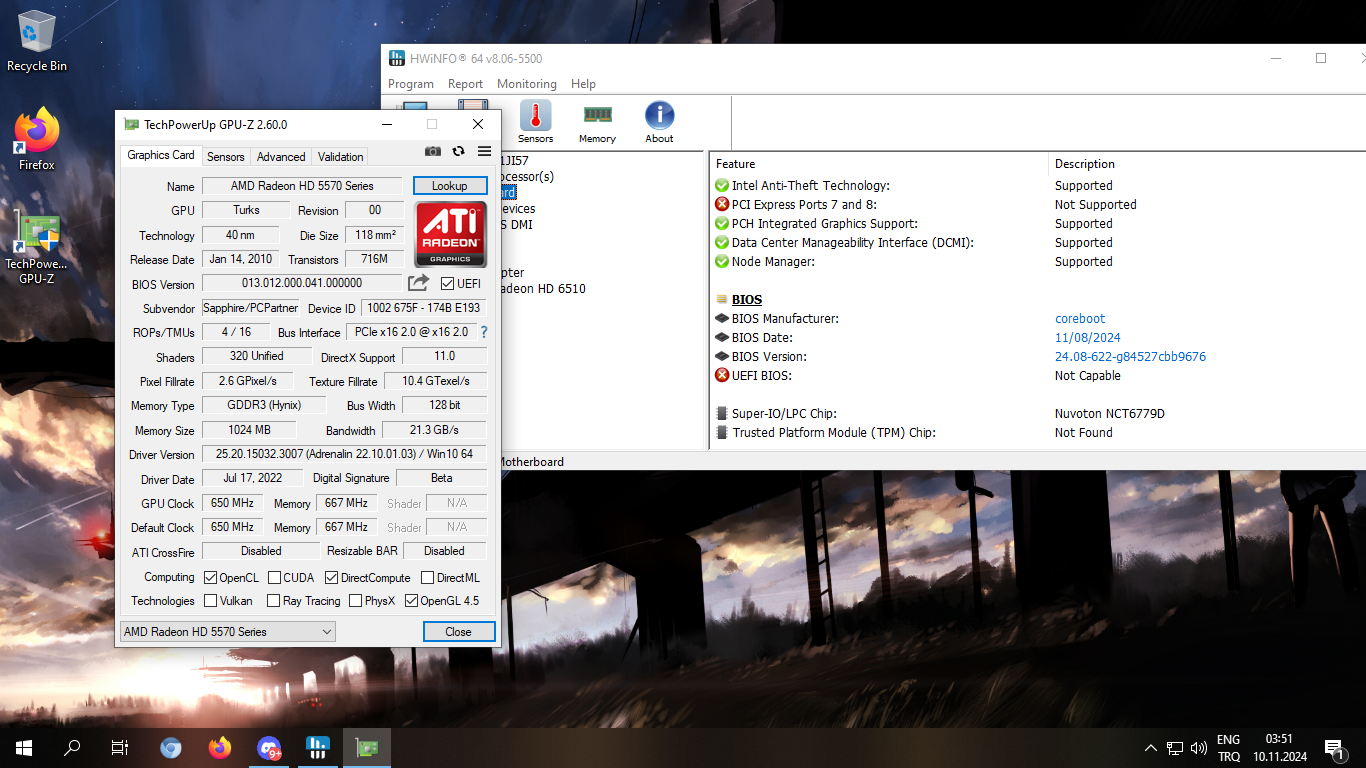 Recycle Bin
Firefox
TechPowe...
GPU-Z
HWiNFO® 64 v8.06-5500
Program Report Monitoring Help
Sensors Memory About
1JI57
ocessor(s)
ard
evices
S DMI
pter
adeon HD 6510
Motherboard
Feature Description
Intel Anti-Theft Technology: Supported
PCI Express Ports 7 and 8: Not Supported
PCH Integrated Graphics Support: Supported
Data Center Manageability Interface (DCMI): Supported
Node Manager: Supported
BIOS
BIOS Manufacturer: coreboot
BIOS Date: 11/08/2024
BIOS Version: 24.08-622-g84527cbb9676
UEFI BIOS: Not Capable
Super-IO/LPC Chip: Nuvoton NCT6779D
Trusted Platform Module (TPM) Chip: Not Found
TechPowerUp GPU-Z 2.60.0
Graphics Card Sensors Advanced Validation
Name AMD Radeon HD 5570 Series Lookup
GPU Turks Revision 00
ATI
RADEON
GRAPHICS
Technology 40 nm Die Size 118 mm²
Release Date Jan 14, 2010 Transistors 716M
BIOS Version 013.012.000.041.000000 UEFI
Subvendor Sapphire/PCPartner Device ID 1002 675F - 174B E193
ROPs/TMUs 4 / 16 Bus Interface PCIe x16 2.0 @ x16 2.0 ?
Shaders 320 Unified DirectX Support 11.0
Pixel Fillrate 2.6 GPixel/s Texture Fillrate 10.4 GTexel/s
Memory Type GDDR3 (Hynix) Bus Width 128 bit
Memory Size 1024 MB Bandwidth 21.3 GB/s
Driver Version 25.20.15032.3007 (Adrenalin 22.10.01.03) / Win10 64
Driver Date Jul 17, 2022 Digital Signature Beta
GPU Clock 650 MHz Memory 667 MHz Shader N/A
Default Clock 650 MHz Memory 667 MHz Shader N/A
ATI CrossFire Disabled Resizable BAR Disabled
Computing OpenCL CUDA DirectCompute DirectML
Technologies Vulkan Ray Tracing PhysX OpenGL 4.5
AMD Radeon HD 5570 Series Close
9+
ENG
TRQ
03:51
10.11.2024
1